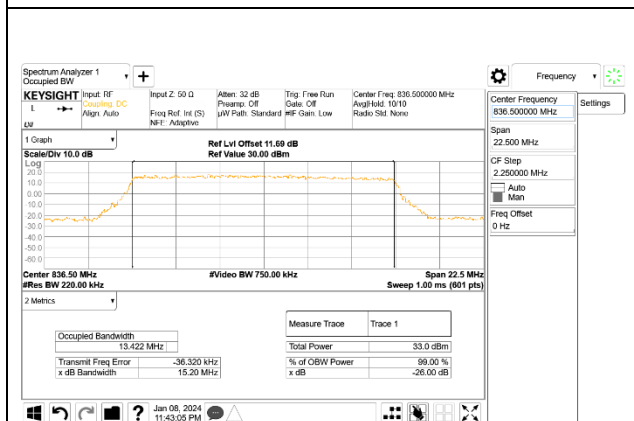 Spectrum Analyzer 1
Occupied BW
+
Frequency
KEYSIGHT
Input: RF
Coupling: DC
Align: Auto
Input Z: 50 Ω
Freq Ref: Int (S)
NFE: Adaptive
Atten: 32 dB
Preamp: Off
µW Path: Standard
Trig: Free Run
Gate: Off
#IF Gain: Low
Center Freq: 836.500000 MHz
Avg|Hold: 10/10
Radio Std: None
Center Frequency
836.500000 MHz
Settings
Span
22.500 MHz
CF Step
2.250000 MHz
Auto
Man
Freq Offset
0 Hz
1 Graph
Scale/Div 10.0 dB
Ref Lvl Offset 11.69 dB
Ref Value 30.00 dBm
Log
20.0
10.0
0.00
-10.0
-20.0
-30.0
-40.0
-50.0
-60.0
Center 836.50 MHz
#Video BW 750.00 kHz
Span 22.5 MHz
#Res BW 220.00 kHz
Sweep 1.00 ms (601 pts)
2 Metrics
Measure Trace
Trace 1
Occupied Bandwidth
13.422 MHz
Total Power
33.0 dBm
Transmit Freq Error
-36.320 kHz
% of OBW Power
99.00 %
x dB Bandwidth
15.20 MHz
x dB
-26.00 dB
?
Jan 08, 2024
11:43:05 PM